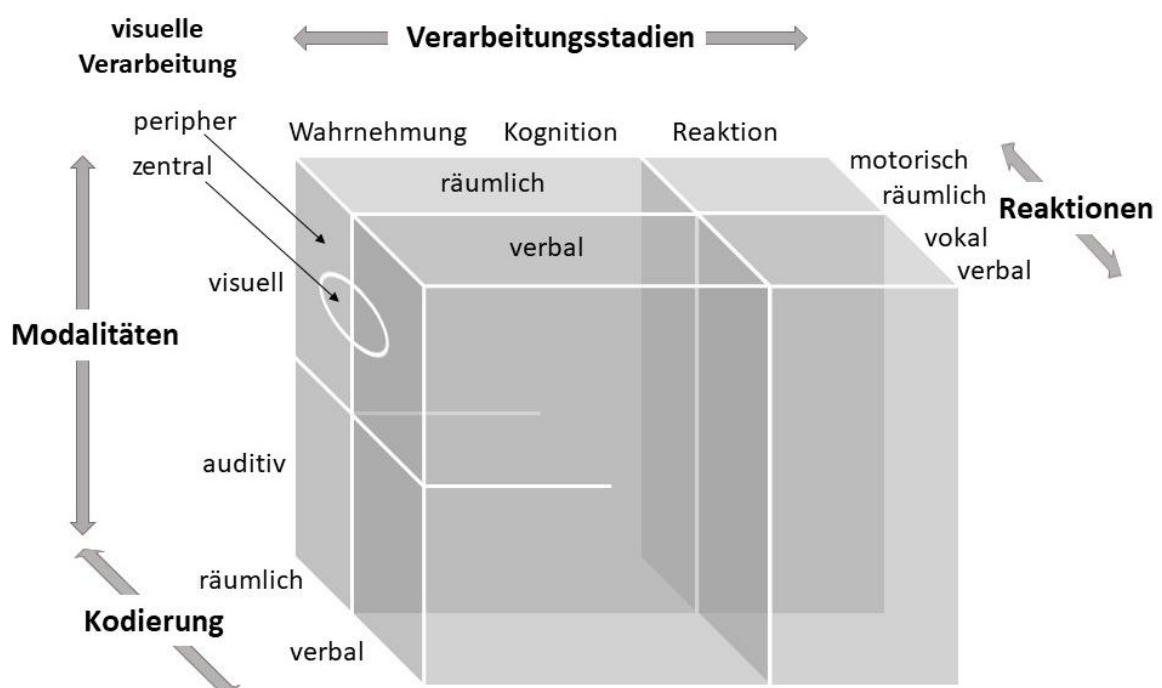 visuelle
Verarbeitung
Verarbeitungsstadien
peripher
zentral
Wahrnehmung Kognition Reaktion
räumlich
verbal
motorisch
räumlich
vokal
verbal
Reaktionen
visuell
Modalitäten
auditiv
räumlich
Kodierung
verbal